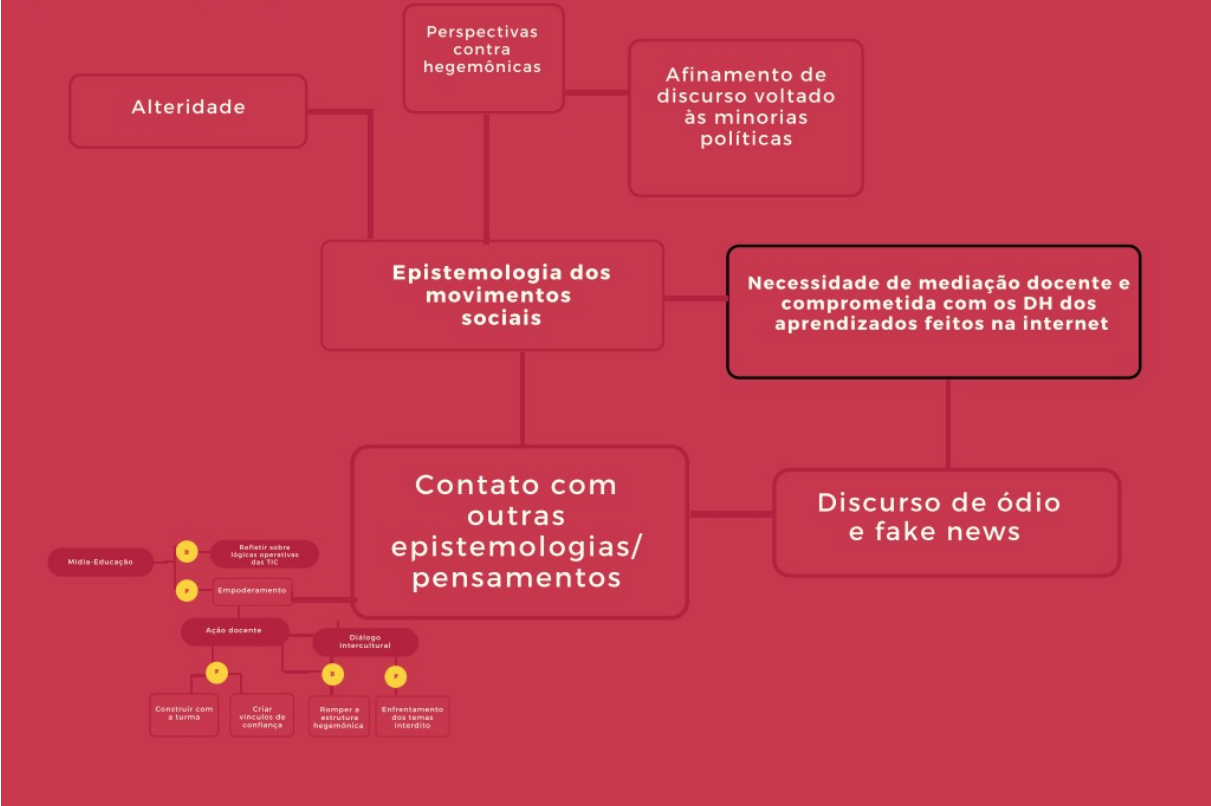 Perspectivas
contra
hegemônicas
Afinamento de
discurso voltado
às minorias
políticas
Alteridade
Epistemologia dos
movimentos
sociais
Necessidade de mediação docente e
comprometida com os DH dos
aprendizados feitos na internet
Contato com
outras
epistemologias/
pensamentos
Discurso de ódio
e fake news
Mídia-Educação
D
Refletir sobre
lógicas operativas
das TIC
P
Empoderamento
Ação docente
Diálogo
Intercultural
P
D
P
Construir com
a turma
Criar
vínculos de
confiança
Romper a
estrutura
hegemônica
Enfrentamento
dos temas
interdito